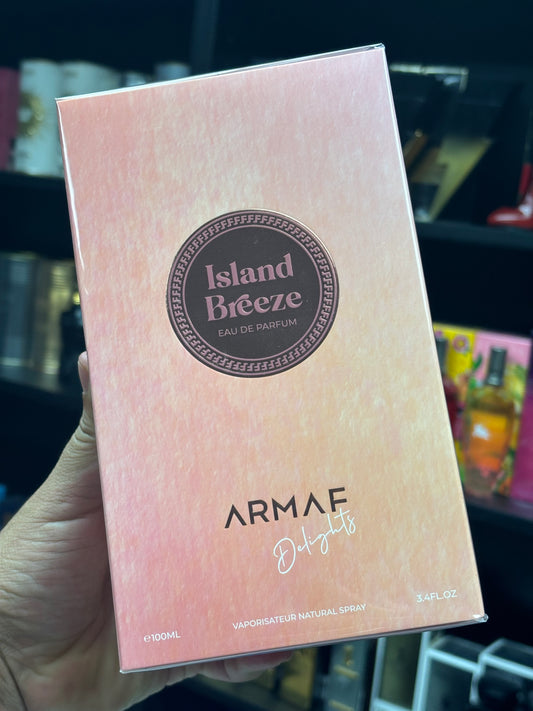 Island
Breeze
EAU DE PARFUM
ARMAF
Delights
℮100ML
VAPORISATEUR NATURAL SPRAY
3.4FL.OZ